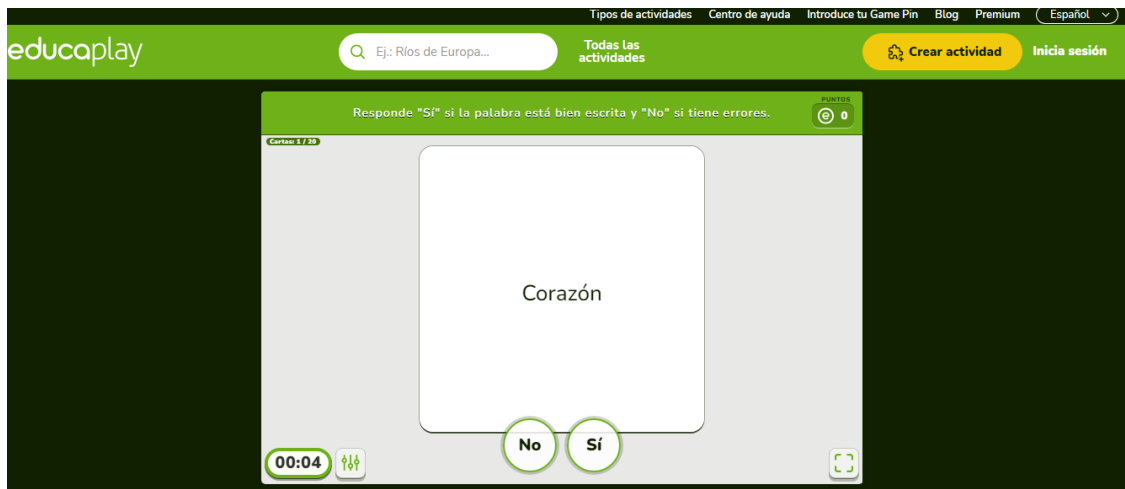 Tipos de actividades Centro de ayuda Introduce tu Game Pin Blog Premium Español
educaplay
Ej.: Ríos de Europa...
Todas las
actividades
Crear actividad
Inicia sesión
Responde "Sí" si la palabra está bien escrita y "No" si tiene errores.
PUNTOS
e 0
Cartas: 1 / 20
Corazón
No Sí
00:04